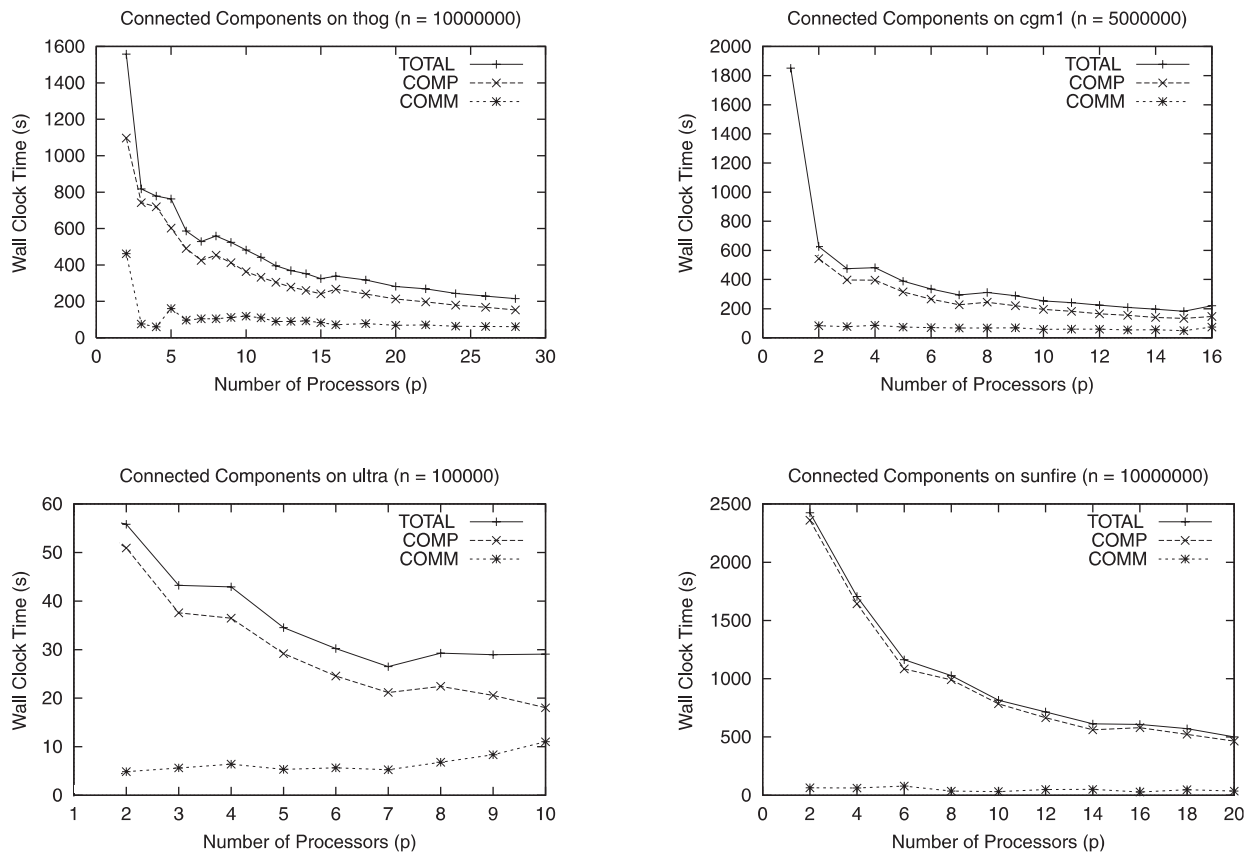 Connected Components on thog (n = 10000000)
Wall Clock Time (s)
1600
1400
1200
1000
800
600
400
200
0
TOTAL
COMP
COMM
0 5 10 15 20 25 30
Number of Processors (p)
Connected Components on cgm1 (n = 5000000)
Wall Clock Time (s)
2000
1800
1600
1400
1200
1000
800
600
400
200
0
TOTAL
COMP
COMM
0 2 4 6 8 10 12 14 16
Number of Processors (p)
Connected Components on ultra (n = 100000)
Wall Clock Time (s)
60
50
40
30
20
10
0
TOTAL
COMP
COMM
1 2 3 4 5 6 7 8 9 10
Number of Processors (p)
Connected Components on sunfire (n = 10000000)
Wall Clock Time (s)
2500
2000
1500
1000
500
0
TOTAL
COMP
COMM
0 2 4 6 8 10 12 14 16 18 20
Number of Processors (p)